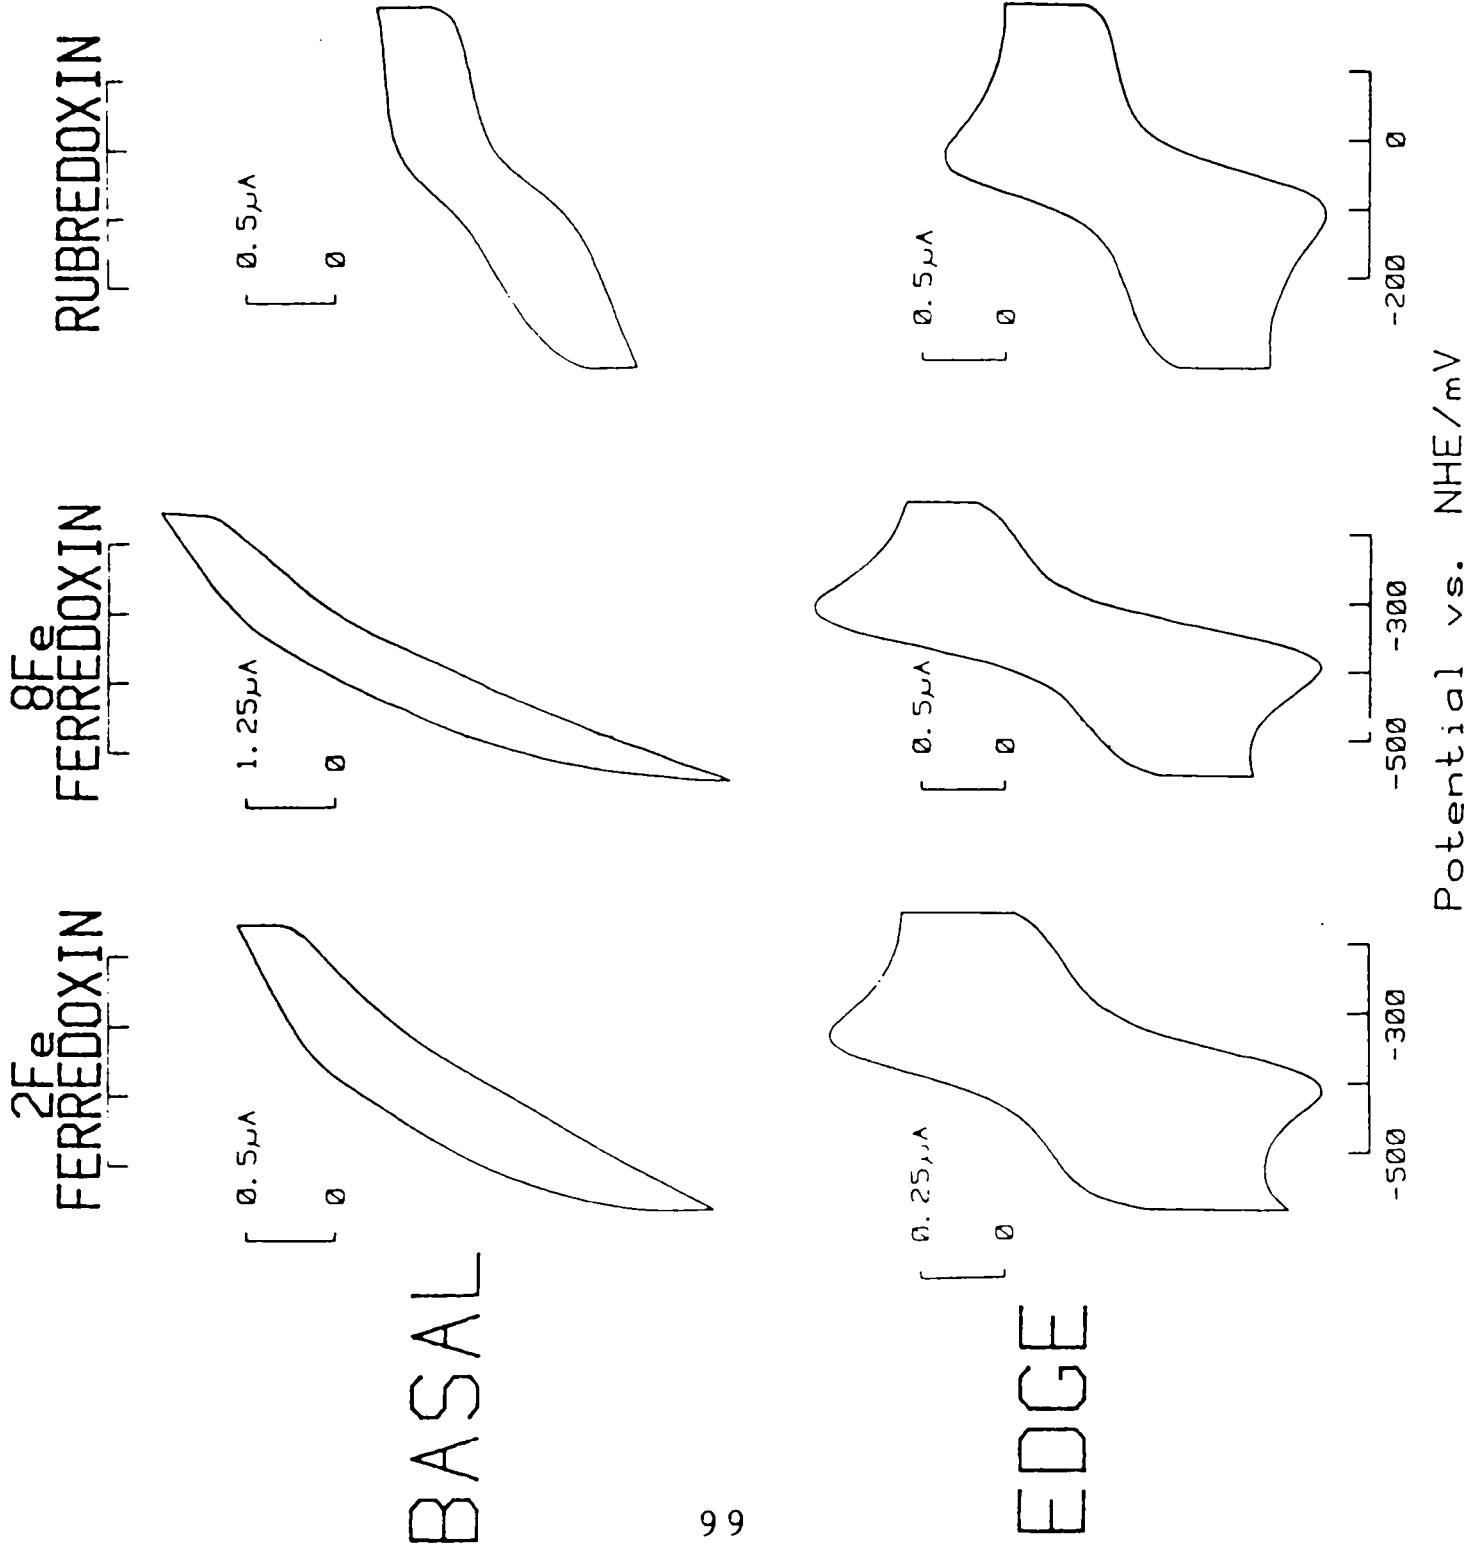 2Fe
FERREDOXIN
8Fe
FERREDOXIN
RUBREDOXIN
BASAL
0.5µA
0
1.25µA
0
0.5µA
0
EDGE
0.25µA
0
0.5µA
0
0.5µA
0
-500 -300
-500 -300
-200 0
Potential vs. NHE/mV
99